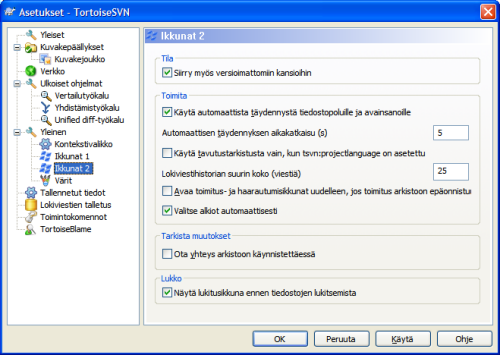 Asetukset - TortoiseSVN
Yleiset
Kuvakepäällykset
Kuvakejoukko
Verkko
Ulkoiset ohjelmat
Vertailutyökalu
Yhdistämistyökalu
Unified diff-työkalu
Yleinen
Kontekstivalikko
Ikkunat 1
Ikkunat 2
Värit
Tallennetut tiedot
Lokiviestien talletus
Toimintokomennot
TortoiseBlame
Ikkunat 2
Tila
Siirry myös versioimattomiin kansioihin
Toimita
Käytä automaattista täydennystä tiedostopoluille ja avainsanoille
Automaattisen täydennyksen aikakatkaisu (s) 5
Käytä tavutustarkistusta vain, kun tsvn:projectlanguage on asetettu
Lokiviestihistorian suurin koko (viestiä) 25
Avaa toimitus- ja haarautumisikkunat uudelleen, jos toimitus arkistoon epäonnistui
Valitse alkiot automaattisesti
Tarkista muutokset
Ota yhteys arkistoon käynnistettäessä
Lukko
Näytä lukitusikkuna ennen tiedostojen lukitsemista
OK Peruuta Käytä Ohje